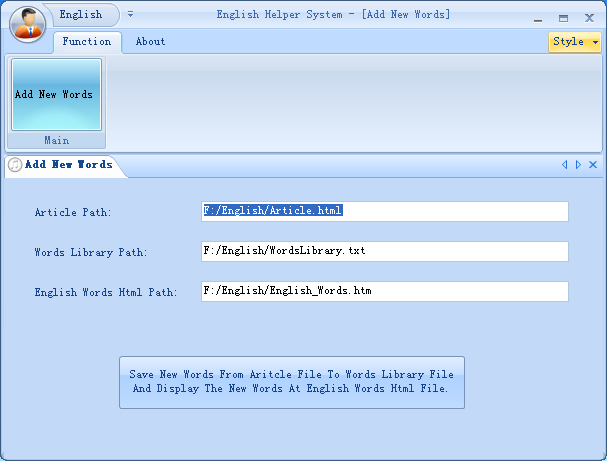 English
English Helper System - [Add New Words]
Function
About
Style
Add New Words
Main
Add New Words
Article Path:
F:/English/Article.html
Words Library Path:
F:/English/WordsLibrary.txt
English Words Html Path:
F:/English/English_Words.htm
Save New Words From Aritcle File To Words Library File
And Display The New Words At English Words Html File.